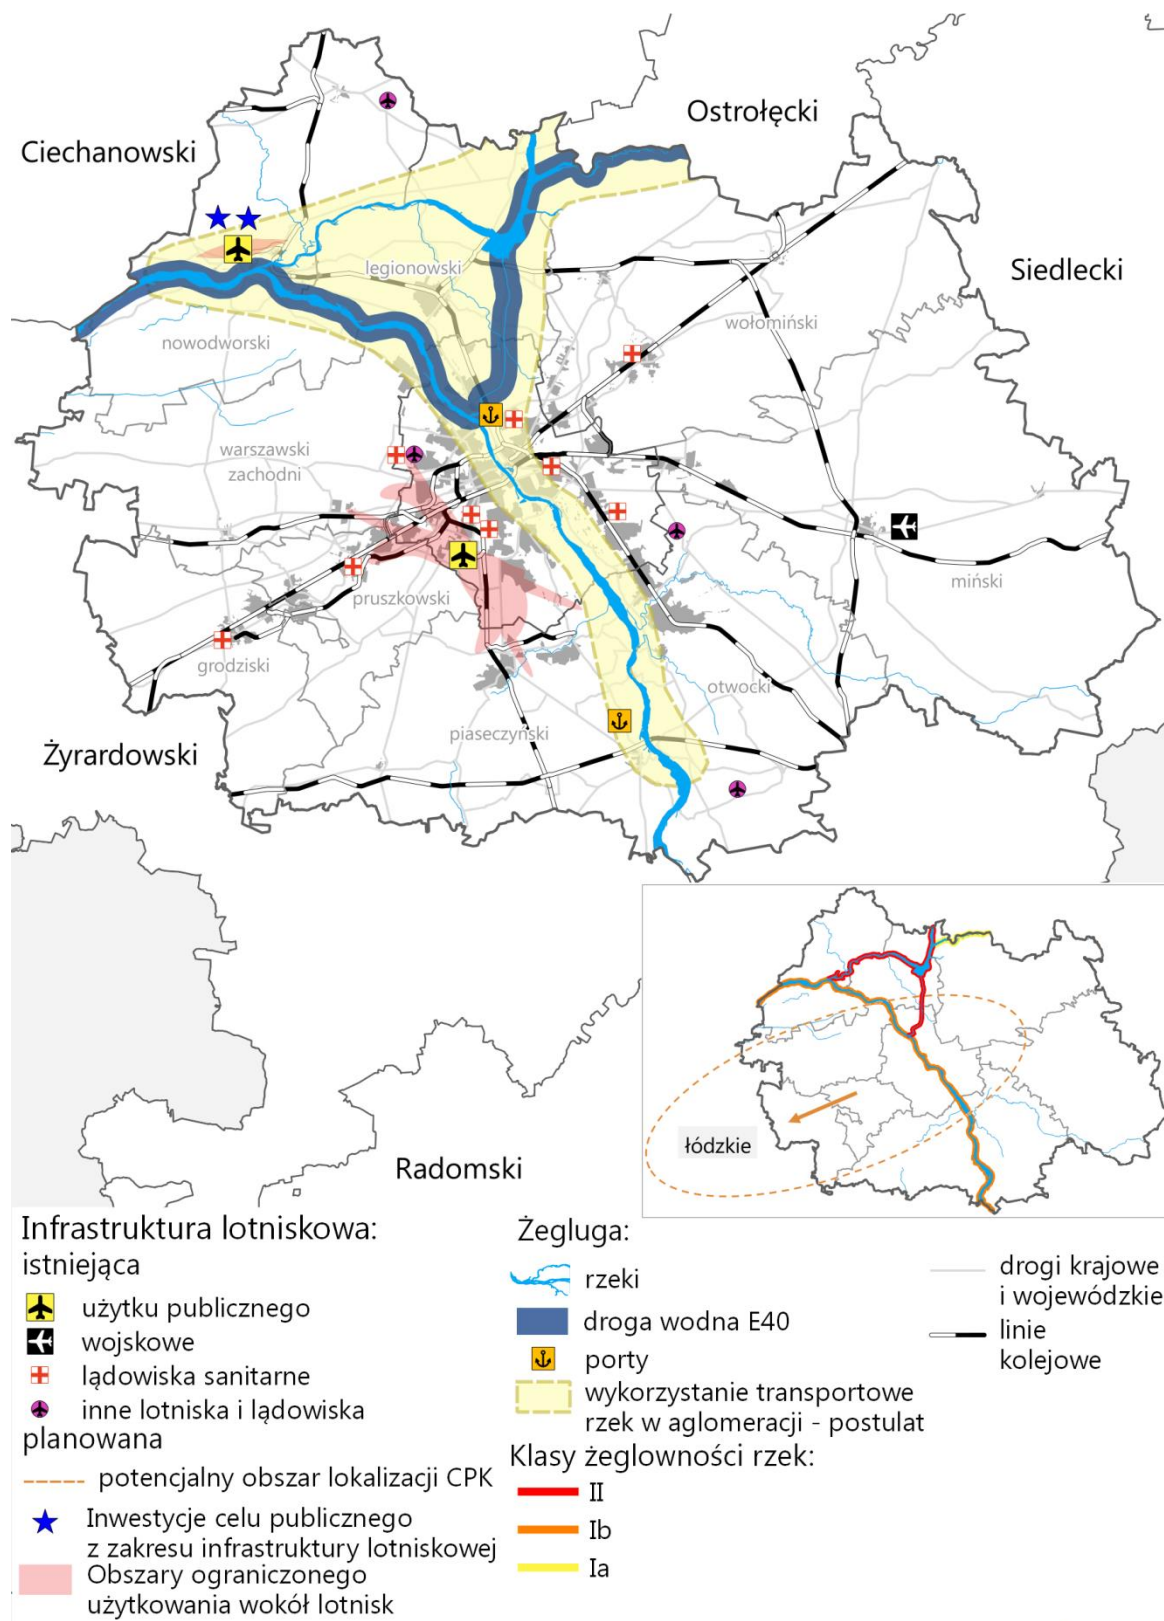 Ciechanowski
Ostrołęcki
Siedlecki
legionowski
wołomiński
nowodworski
warszawski
zachodni
miński
pruszkowski
grodziski
otwocki
piaseczyński
Żyrardowski
łódzkie
Radomski
Infrastruktura lotniskowa:
istniejąca
użytku publicznego
wojskowe
lądowiska sanitarne
inne lotniska i lądowiska
planowana
potencjalny obszar lokalizacji CPK
Inwestycje celu publicznego
z zakresu infrastruktury lotniskowej
Obszary ograniczonego
użytkowania wokół lotnisk
Żegluga:
rzeki
droga wodna E40
porty
wykorzystanie transportowe
rzek w aglomeracji - postulat
Klasy żeglowności rzek:
II
Ib
Ia
drogi krajowe
i wojewódzkie
linie
kolejowe